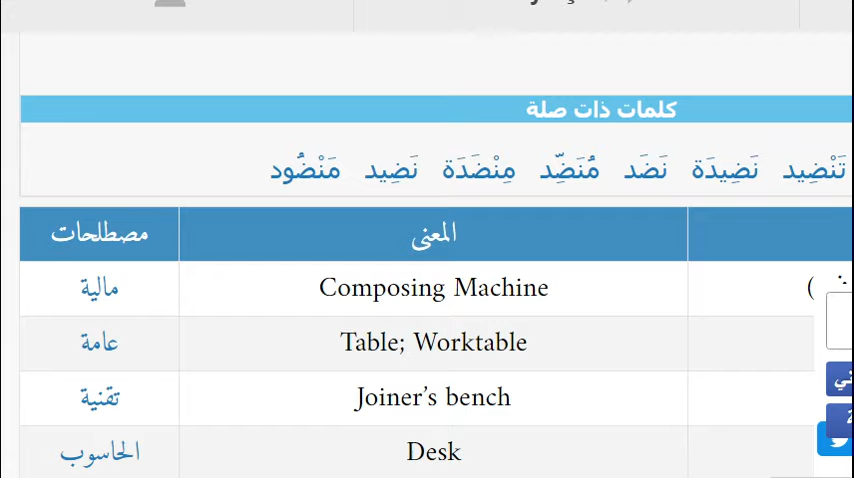 كلمات ذات صلة
تَنْضِيد نَضِيدَة نَضَد مُنَضِّد مِنْضَدَة نَضِيد مَنْضُود
المعنى مصطلحات
Composing Machine مالية
Table; Worktable عامة
Joiner's bench تقنية
Desk الحاسوب